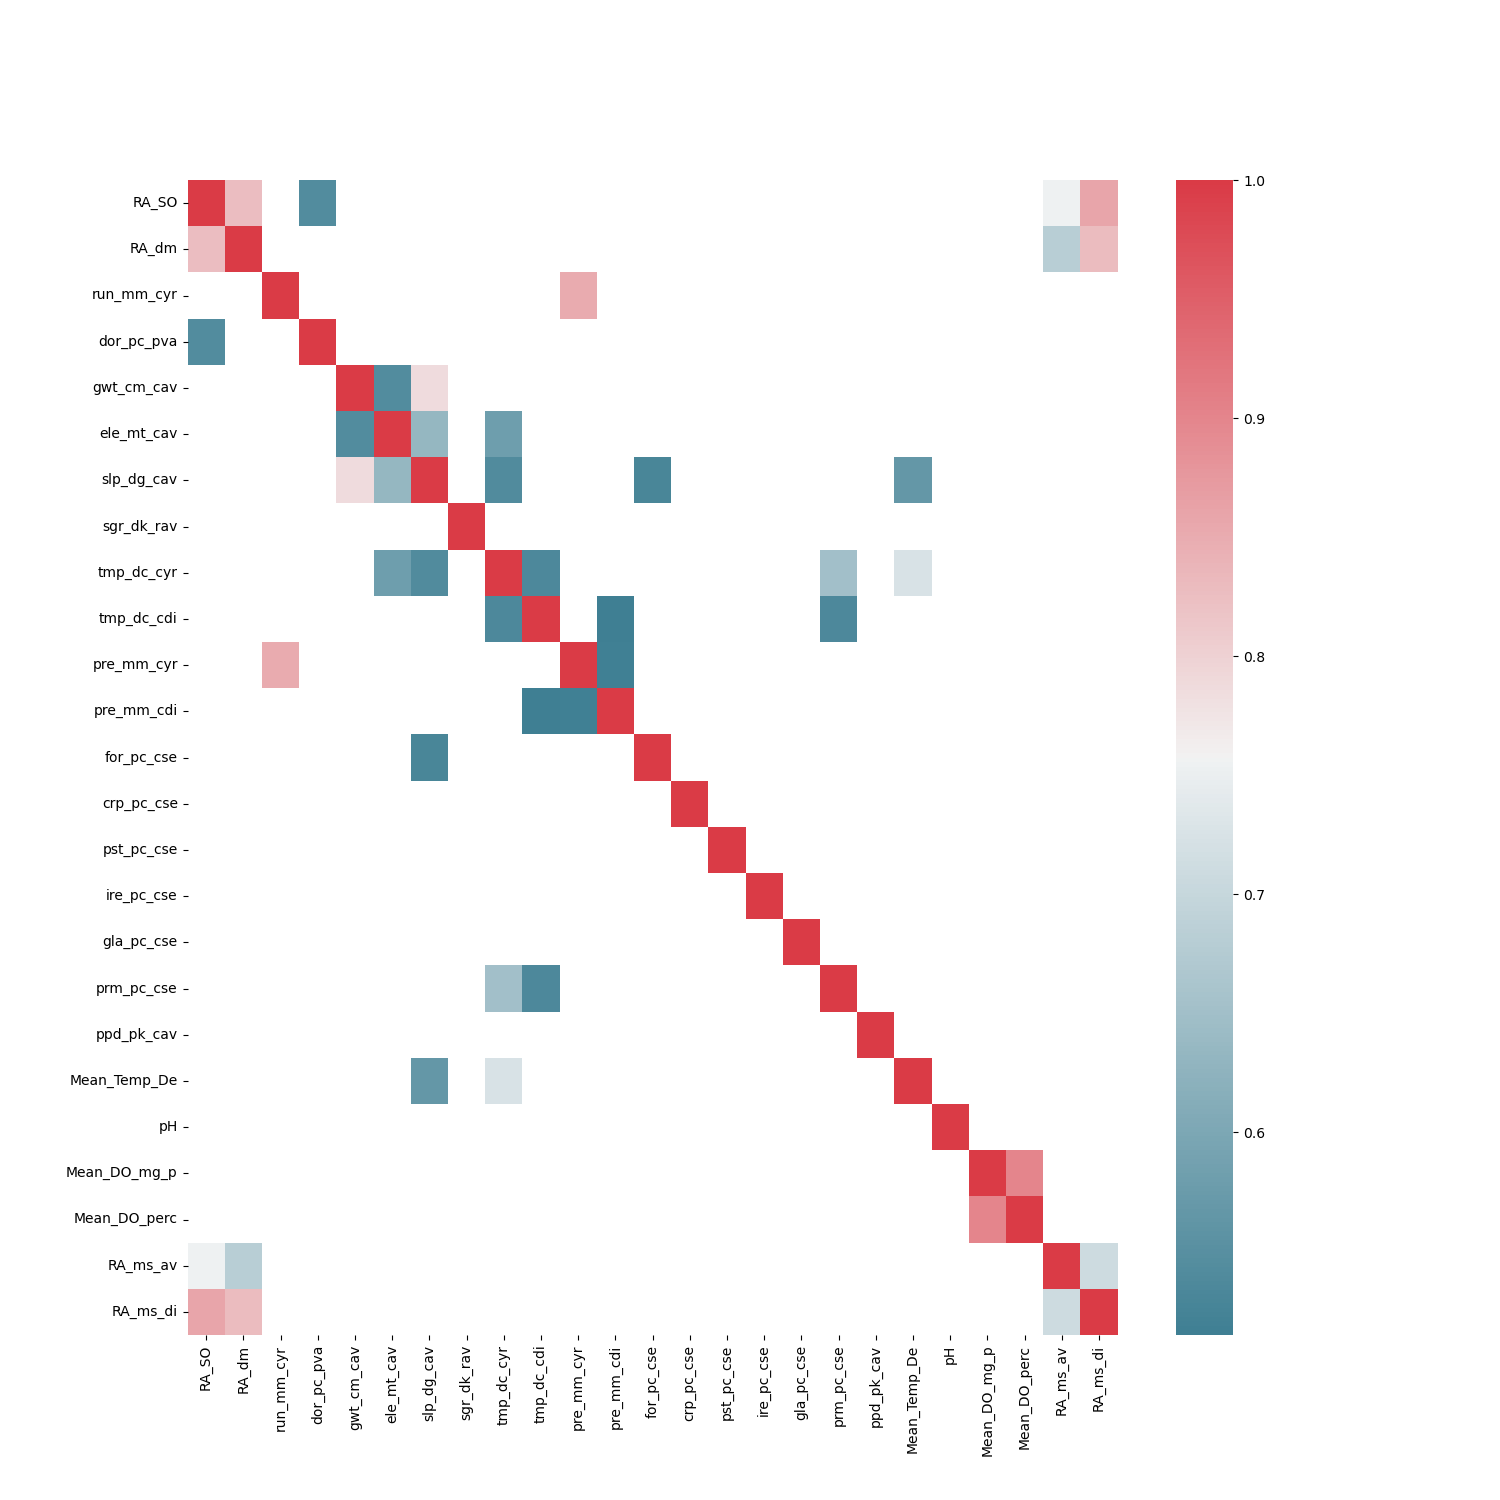 RA_SO
RA_dm
run_mm_cyr
dor_pc_pva
gwt_cm_cav
ele_mt_cav
slp_dg_cav
sgr_dk_rav
tmp_dc_cyr
tmp_dc_cdi
pre_mm_cyr
pre_mm_cdi
for_pc_cse
crp_pc_cse
pst_pc_cse
ire_pc_cse
gla_pc_cse
prm_pc_cse
ppd_pk_cav
Mean_Temp_De
pH
Mean_DO_mg_p
Mean_DO_perc
RA_ms_av
RA_ms_di
RA_SO
RA_dm
run_mm_cyr
dor_pc_pva
gwt_cm_cav
ele_mt_cav
slp_dg_cav
sgr_dk_rav
tmp_dc_cyr
tmp_dc_cdi
pre_mm_cyr
pre_mm_cdi
for_pc_cse
crp_pc_cse
pst_pc_cse
ire_pc_cse
gla_pc_cse
prm_pc_cse
ppd_pk_cav
Mean_Temp_De
pH
Mean_DO_mg_p
Mean_DO_perc
RA_ms_av
RA_ms_di
1.0
0.9
0.8
0.7
0.6